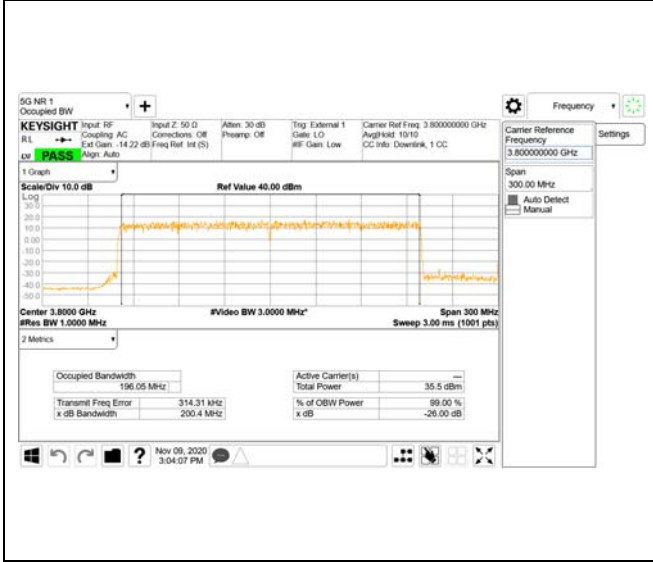 5G NR 1
Occupied BW
+
Frequency
KEYSIGHT
R L
PASS
Input: RF
Coupling: AC
Ext Gain: -14.22 dB
Align: Auto
Input Z: 50 Ω
Corrections: Off
Freq Ref: Int (S)
Atten: 30 dB
Preamp: Off
Trig: External 1
Gate: LO
#IF Gain: Low
Carrier Ref Freq: 3.800000000 GHz
Avg|Hold: 10/10
CC Info: Downlink, 1 CC
Carrier Reference
Frequency
3.800000000 GHz
Settings
Span
300.00 MHz
Auto Detect
Manual
1 Graph
Scale/Div 10.0 dB
Ref Value 40.00 dBm
Log
30.0
20.0
10.0
0.00
-10.0
-20.0
-30.0
-40.0
-50.0
Center 3.8000 GHz
#Video BW 3.0000 MHz*
Span 300 MHz
#Res BW 1.0000 MHz
Sweep 3.00 ms (1001 pts)
2 Metrics
Occupied Bandwidth
196.05 MHz
Transmit Freq Error 314.31 kHz
x dB Bandwidth 200.4 MHz
Active Carrier(s) ---
Total Power 35.5 dBm
% of OBW Power 99.00 %
x dB -26.00 dB
?
Nov 09, 2020
3:04:07 PM